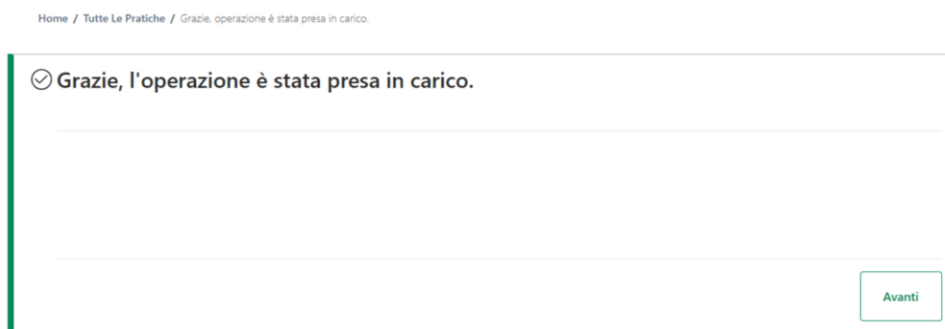 Home / Tutte Le Pratiche / Grazie, operazione è stata presa in carico.
Grazie, l'operazione è stata presa in carico.
Avanti